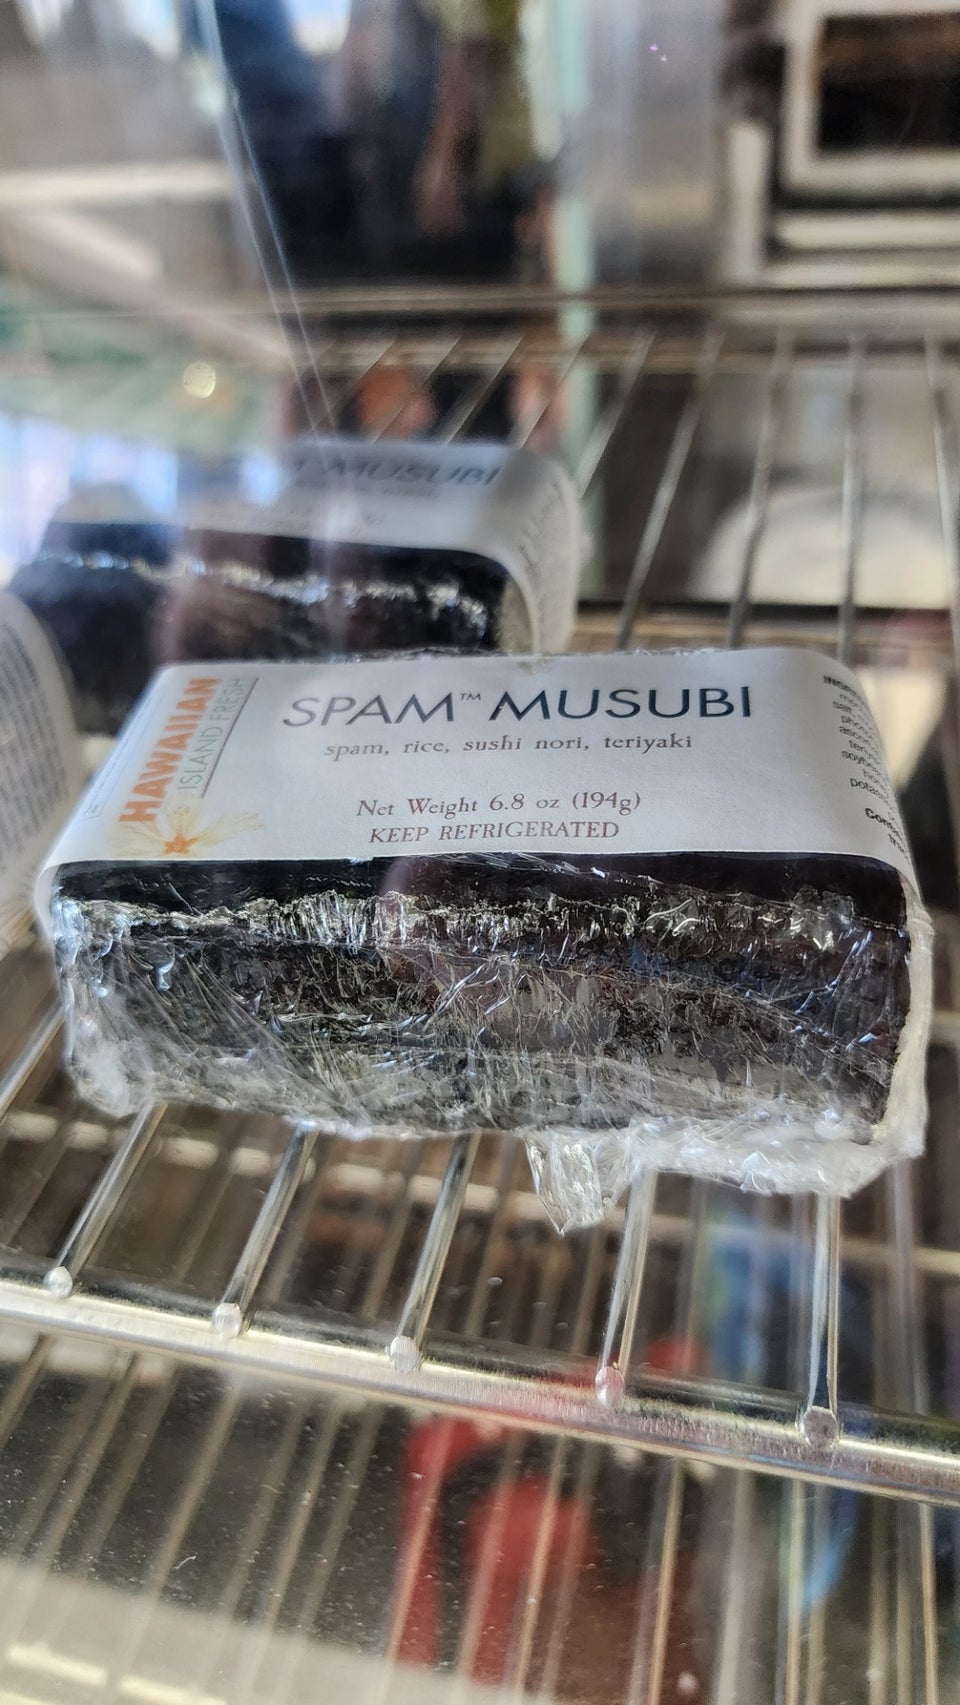 MUSUBI
HAWAIIAN
ISLAND FRESH
SPAM™ MUSUBI
spam, rice, sushi nori, teriyaki
Net Weight 6.8 oz (194g)
KEEP REFRIGERATED